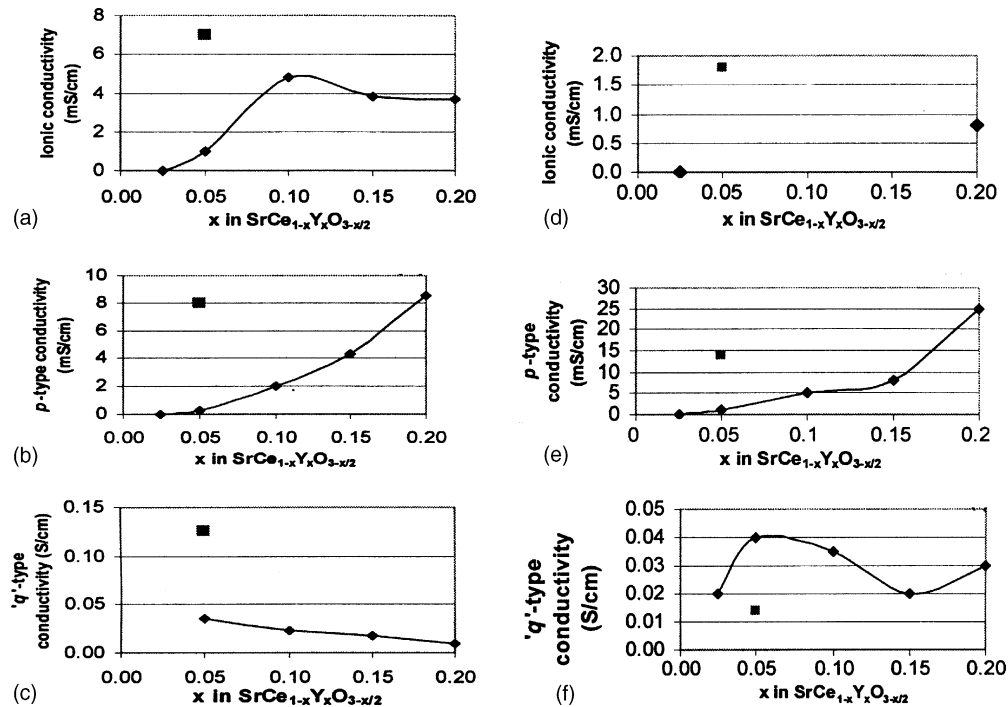 8
6
4
2
0
Ionic conductivity
(mS/cm)
0.00 0.05 0.10 0.15 0.20
(a) x in SrCe1-xYxO3-x/2
10
8
6
4
2
0
p-type conductivity
(mS/cm)
0.00 0.05 0.10 0.15 0.20
(b) x in SrCe1-xYxO3-x/2
0.15
0.10
0.05
0.00
'q'-type
conductivity (S/cm)
0.00 0.05 0.10 0.15 0.20
(c) x in SrCe1-xYxO3-x/2
2.0
1.5
1.0
0.5
0.0
Ionic conductivity
(mS/cm)
0.00 0.05 0.10 0.15 0.20
(d) x in SrCe1-xYxO3-x/2
30
25
20
15
10
5
0
p-type
conductivity
(mS/cm)
0 0.05 0.1 0.15 0.2
(e) x in SrCe1-xYxO3-x/2
0.05
0.04
0.03
0.02
0.01
0.00
'q'-type
conductivity
(S/cm)
0.00 0.05 0.10 0.15 0.20
(f) x in SrCe1-xYxO3-x/2